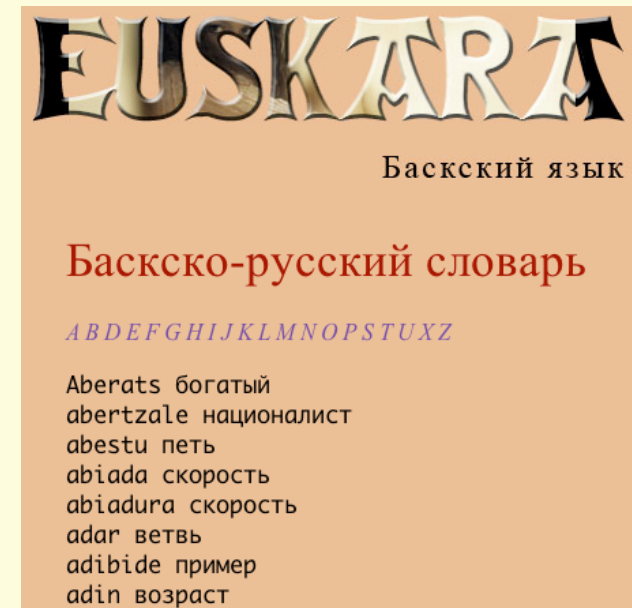 EUSKARA
Баскский язык
Баскско-русский словарь
A B D E F G H I J K L M N O P S T U X Z
Aberats богатый
abertzale националист
abestu петь
abiada скорость
abiadura скорость
adar ветвь
adibide пример
adin возраст